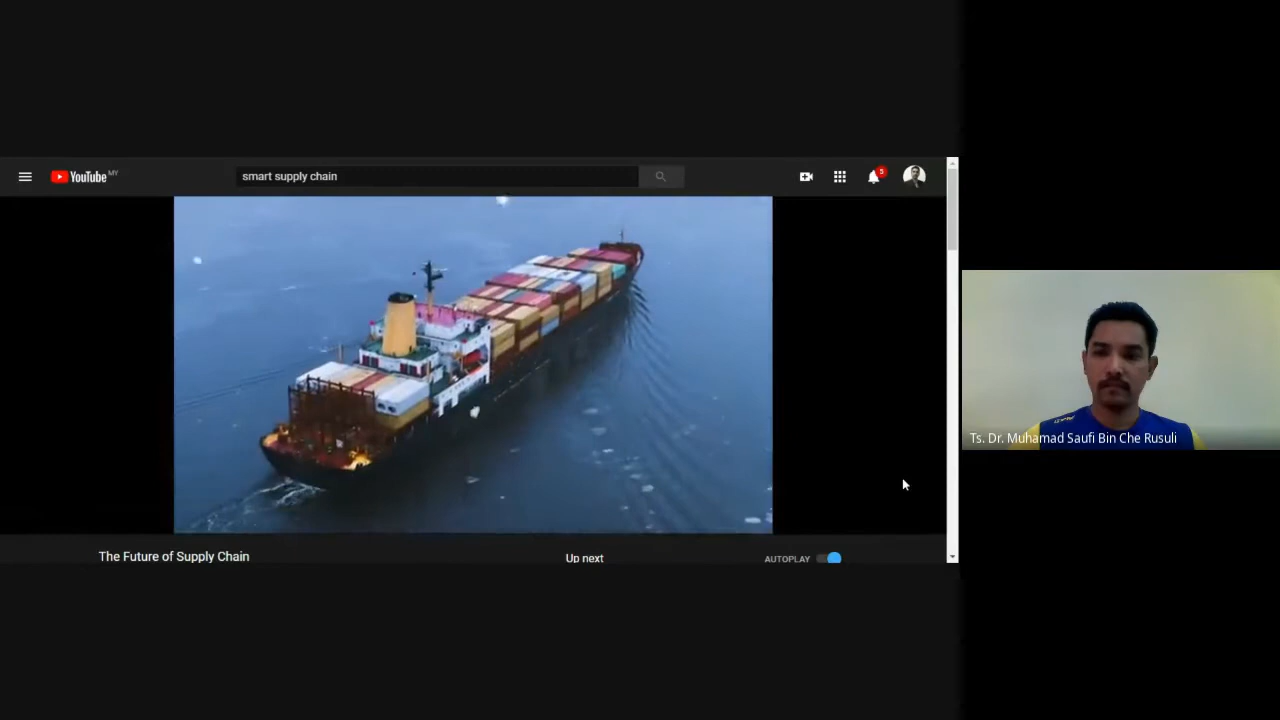 YouTube MY
smart supply chain
5
Ts. Dr. Muhamad Saufi Bin Che Rusuli
The Future of Supply Chain
Up next
AUTOPLAY